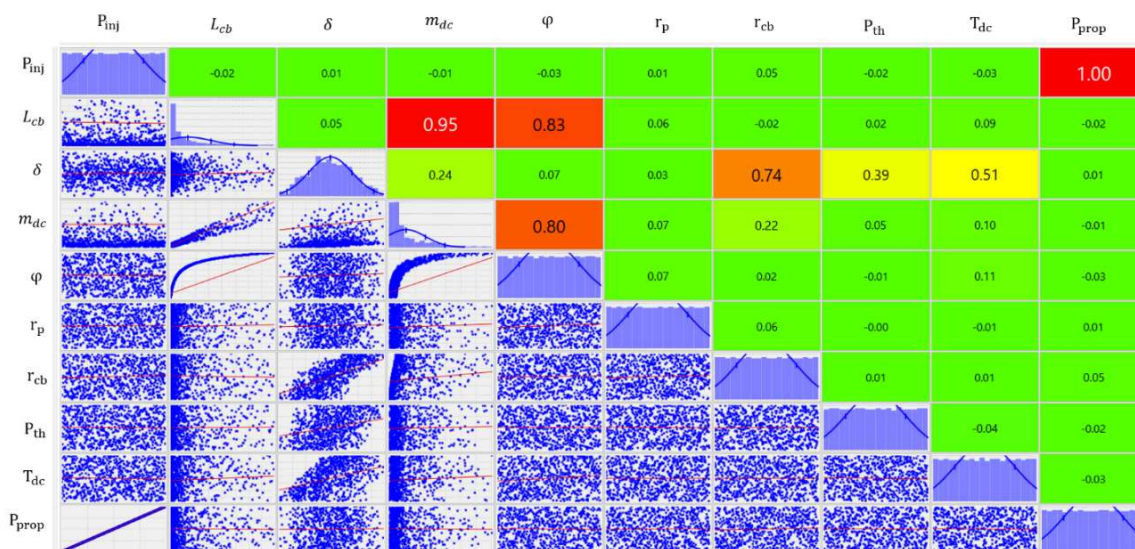 P_inj L_cb δ m_dc φ r_p r_cb P_th T_dc P_prop
P_inj -0.02 0.01 -0.01 -0.03 0.01 0.05 -0.02 -0.03 1.00
L_cb 0.05 0.95 0.83 0.06 -0.02 0.02 0.09 -0.02
δ 0.24 0.07 0.03 0.74 0.39 0.51 0.01
m_dc 0.80 0.07 0.22 0.05 0.10 -0.01
φ 0.07 0.02 -0.01 0.11 -0.03
r_p 0.06 -0.00 -0.01 0.01
r_cb 0.01 0.01 0.05
P_th -0.04 -0.02
T_dc -0.03
P_prop